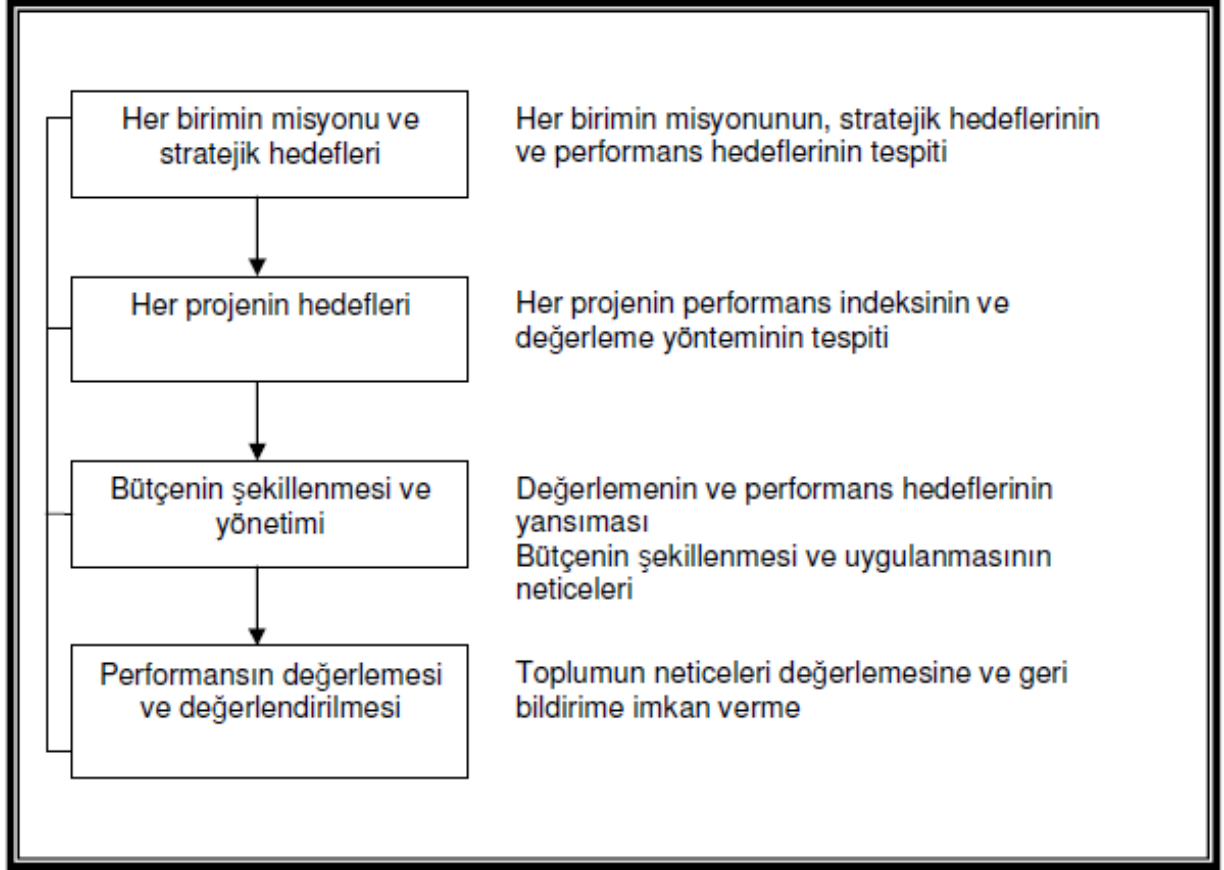 Her birimin misyonu ve
stratejik hedefleri
Her birimin misyonunun, stratejik hedeflerinin
ve performans hedeflerinin tespiti
Her projenin hedefleri
Her projenin performans indeksinin ve
değerleme yönteminin tespiti
Bütçenin şekillenmesi ve
yönetimi
Değerlemenin ve performans hedeflerinin
yansıması
Bütçenin şekillenmesi ve uygulanmasının
neticeleri
Performansın değerlemesi
ve değerlendirilmesi
Toplumun neticeleri değerlemesine ve geri
bildirime imkan verme